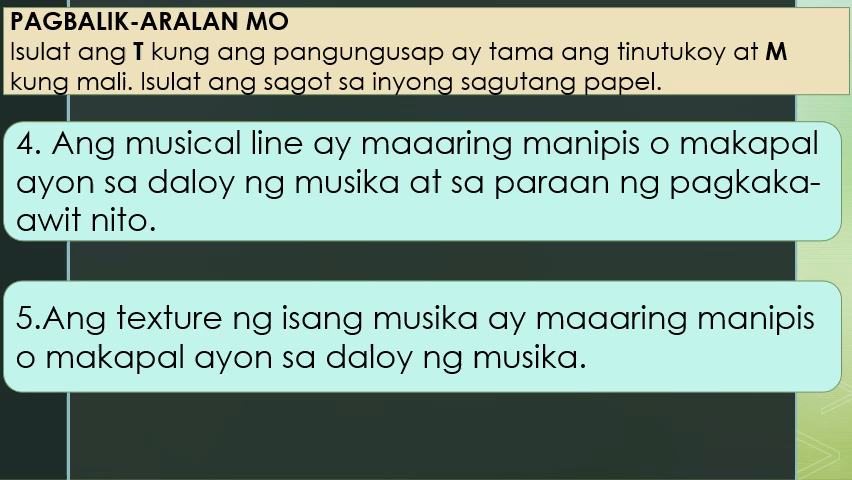 PAGBALIK-ARALAN MO
Isulat ang T kung ang pangungusap ay tama ang tinutukoy at M
kung mali. Isulat ang sagot sa inyong sagutang papel.
4. Ang musical line ay maaaring manipis o makapal
ayon sa daloy ng musika at sa paraan ng pagkaka-
awit nito.
5.Ang texture ng isang musika ay maaaring manipis
o makapal ayon sa daloy ng musika.